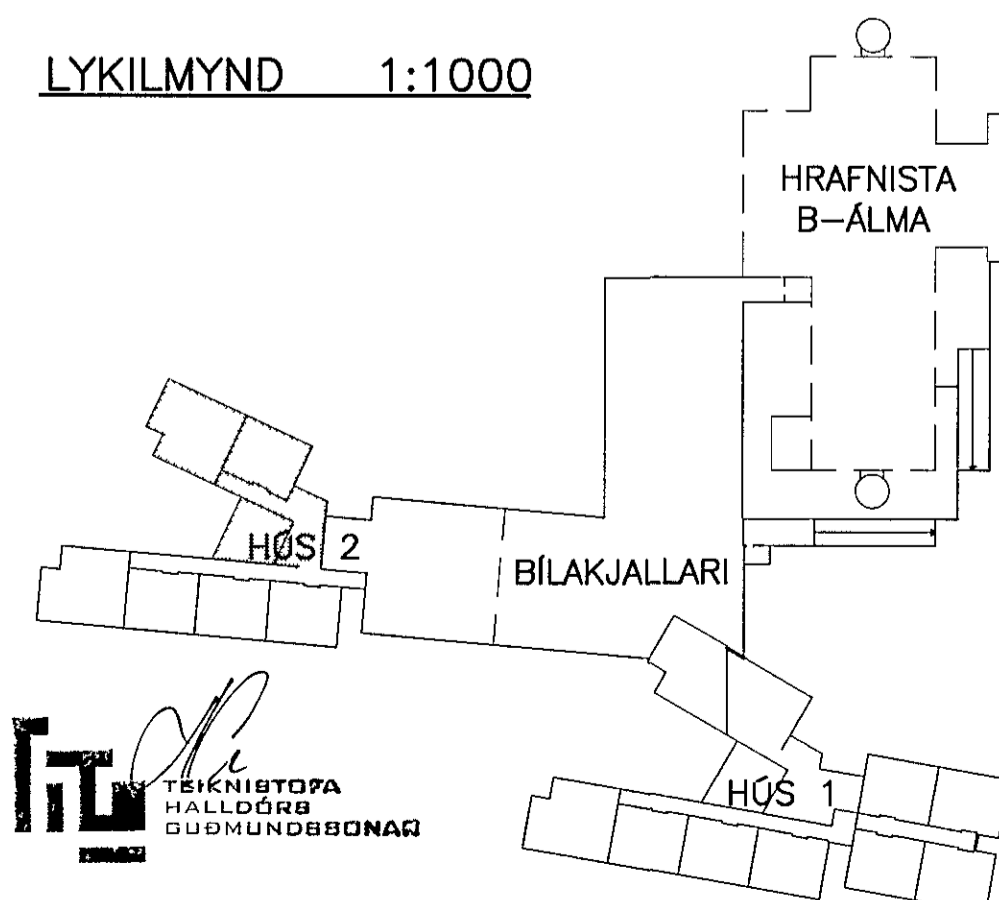 LYKILMYND 1:1000
HRAFNISTA
B-ÁLMA
HÚS 2
BÍLAKJALLARI
HÚS 1
TEIKNISTOFA
HALLDÓRS
GUÐMUNDSSONAR